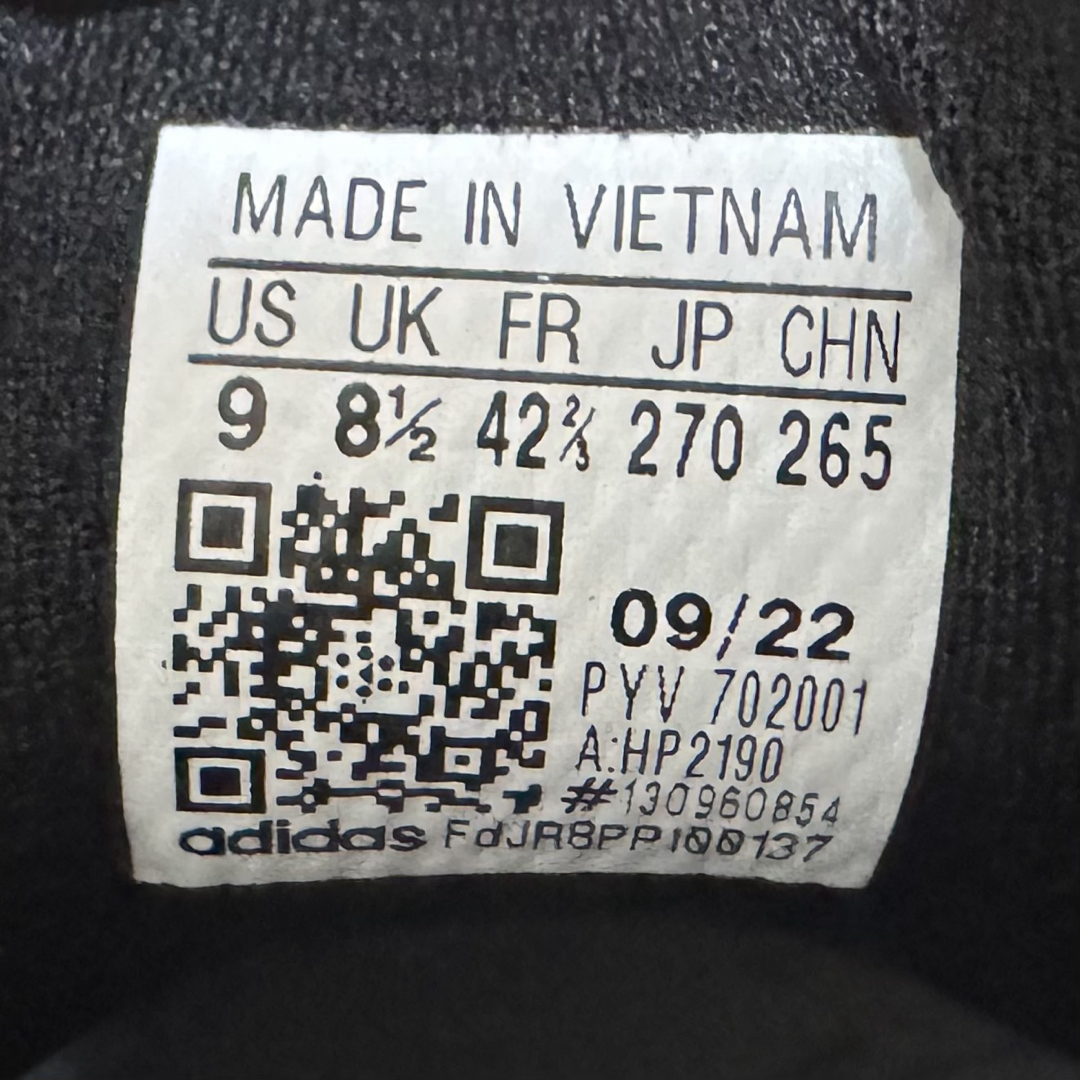 MADE IN VIETNAM
US UK FR JP CHN
9 8½ 42⅔ 270 265
09/22
PYV 702001
A:HP2190
#130960854
adidas FdJR8PPI00137